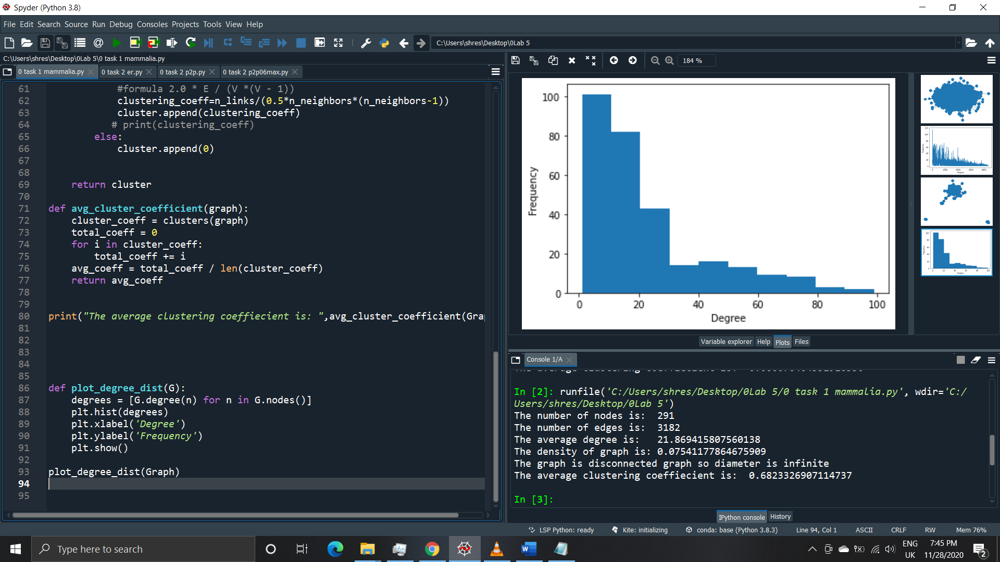 Spyder (Python 3.8)
File Edit Search Source Run Debug Consoles Projects Tools View Help
C:\Users\shres\Desktop\0Lab 5
C:\Users\shres\Desktop\0Lab 5\0 task 1 mammalia.py
0 task 1 mammalia.py 0 task 2 er.py 0 task 2 p2p.py 0 task 2 p2p06max.py
61 #formula 2.0 * E / (V *(V - 1))
62 clustering_coeff=n_links/(0.5*n_neighbors*(n_neighbors-1))
63 cluster.append(clustering_coeff)
64 # print(clustering_coeff)
65 else:
66 cluster.append(0)
67
68
69 return cluster
70
71 def avg_cluster_coefficient(graph):
72 cluster_coeff = clusters(graph)
73 total_coeff = 0
74 for i in cluster_coeff:
75 total_coeff += i
76 avg_coeff = total_coeff / len(cluster_coeff)
77 return avg_coeff
78
79
80 print("The average clustering coeffiecient is: ",avg_cluster_coefficient(Gra
81
82
83
84
85
86 def plot_degree_dist(G):
87 degrees = [G.degree(n) for n in G.nodes()]
88 plt.hist(degrees)
89 plt.xlabel('Degree')
90 plt.ylabel('Frequency')
91 plt.show()
92
93 plot_degree_dist(Graph)
94
95
184 %
Frequency
100
80
60
40
20
0
0 20 40 60 80 100
Degree
Variable explorer Help Plots Files
Console 1/A
In [2]: runfile('C:/Users/shres/Desktop/0Lab 5/0 task 1 mammalia.py', wdir='C:/
Users/shres/Desktop/0Lab 5')
The number of nodes is: 291
The number of edges is: 3182
The average degree is: 21.869415807560138
The density of graph is: 0.07541177864675909
The graph is disconnected graph so diameter is infinite
The average clustering coeffiecient is: 0.6823326907114737
In [3]:
IPython console History
LSP Python: ready Kite: initializing conda: base (Python 3.8.3) Line 94, Col 1 ASCII CRLF RW Mem 76%
Type here to search
ENG
UK
7:45 PM
11/28/2020
2